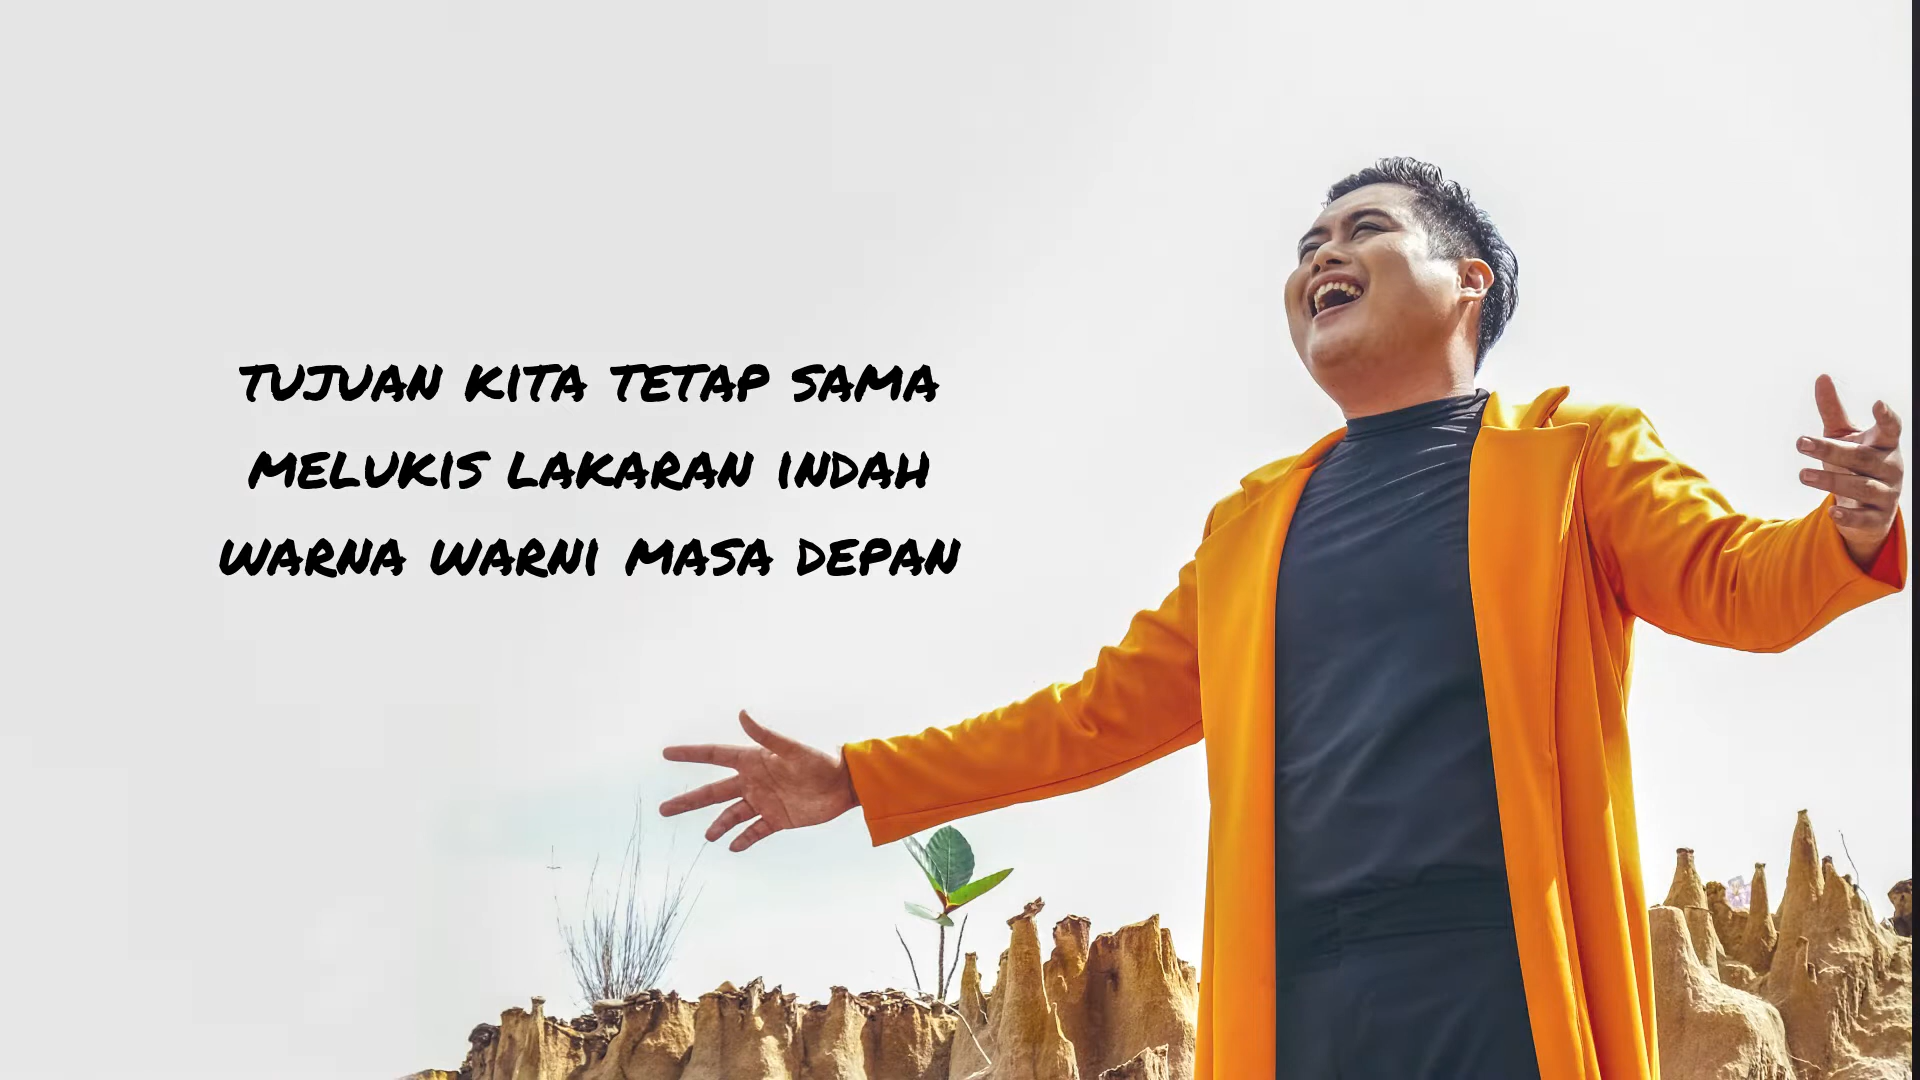 TUJUAN KITA TETAP SAMA
MELUKIS LAKARAN INDAH
WARNA WARNI MASA DEPAN